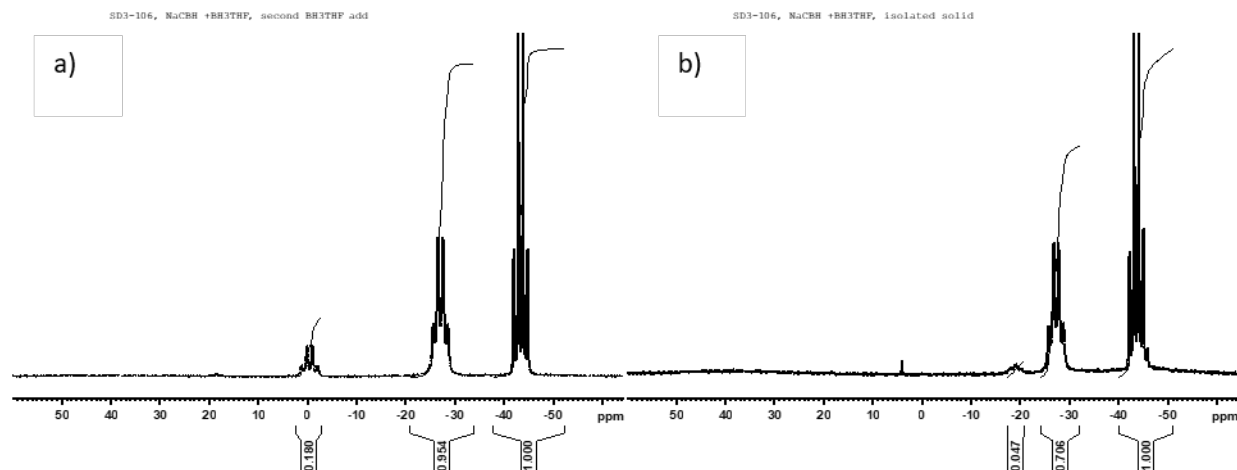 SD3-106, NaCBH +BH3THF, second BH3THF add
a)
50 40 30 20 10 0 -10 -20 -30 -40 -50 ppm
0.180 0.954 1.000
SD3-106, NaCBH +BH3THF, isolated solid
b)
50 40 30 20 10 0 -10 -20 -30 -40 -50 ppm
0.047 0.706 1.000